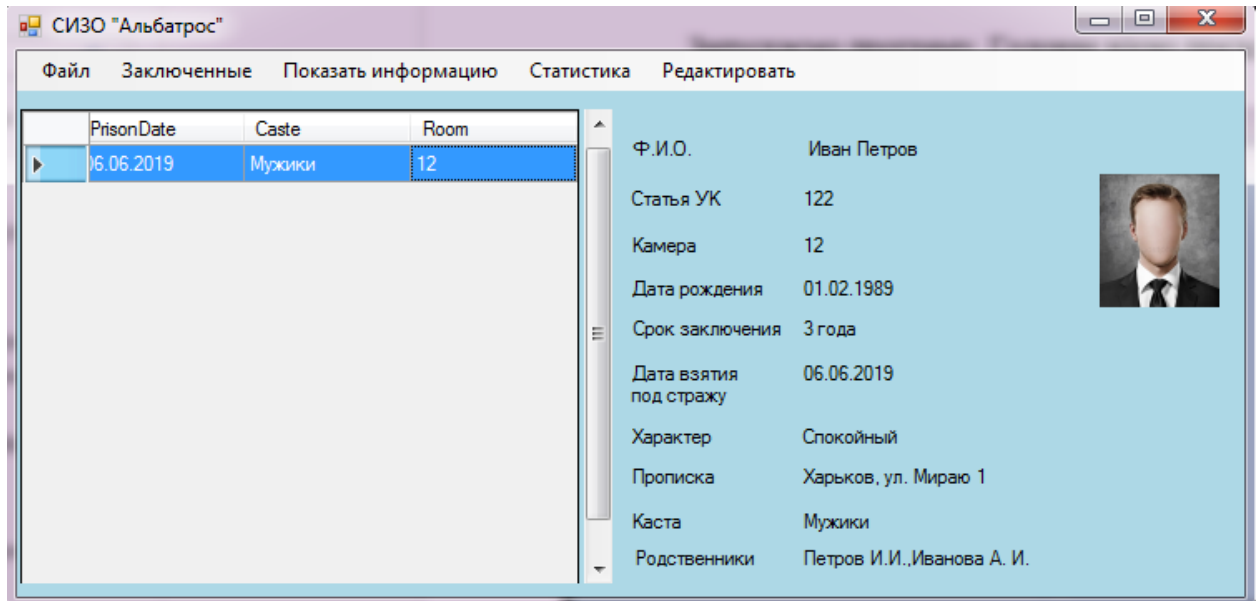 СИЗО "Альбатрос"
Файл Заключенные Показать информацию Статистика Редактировать
PrisonDate Caste Room
06.06.2019 Мужики 12
Ф.И.О. Иван Петров
Статья УК 122
Камера 12
Дата рождения 01.02.1989
Срок заключения 3 года
Дата взятия 06.06.2019
под стражу
Характер Спокойный
Прописка Харьков, ул. Мираю 1
Каста Мужики
Родственники Петров И.И.,Иванова А. И.